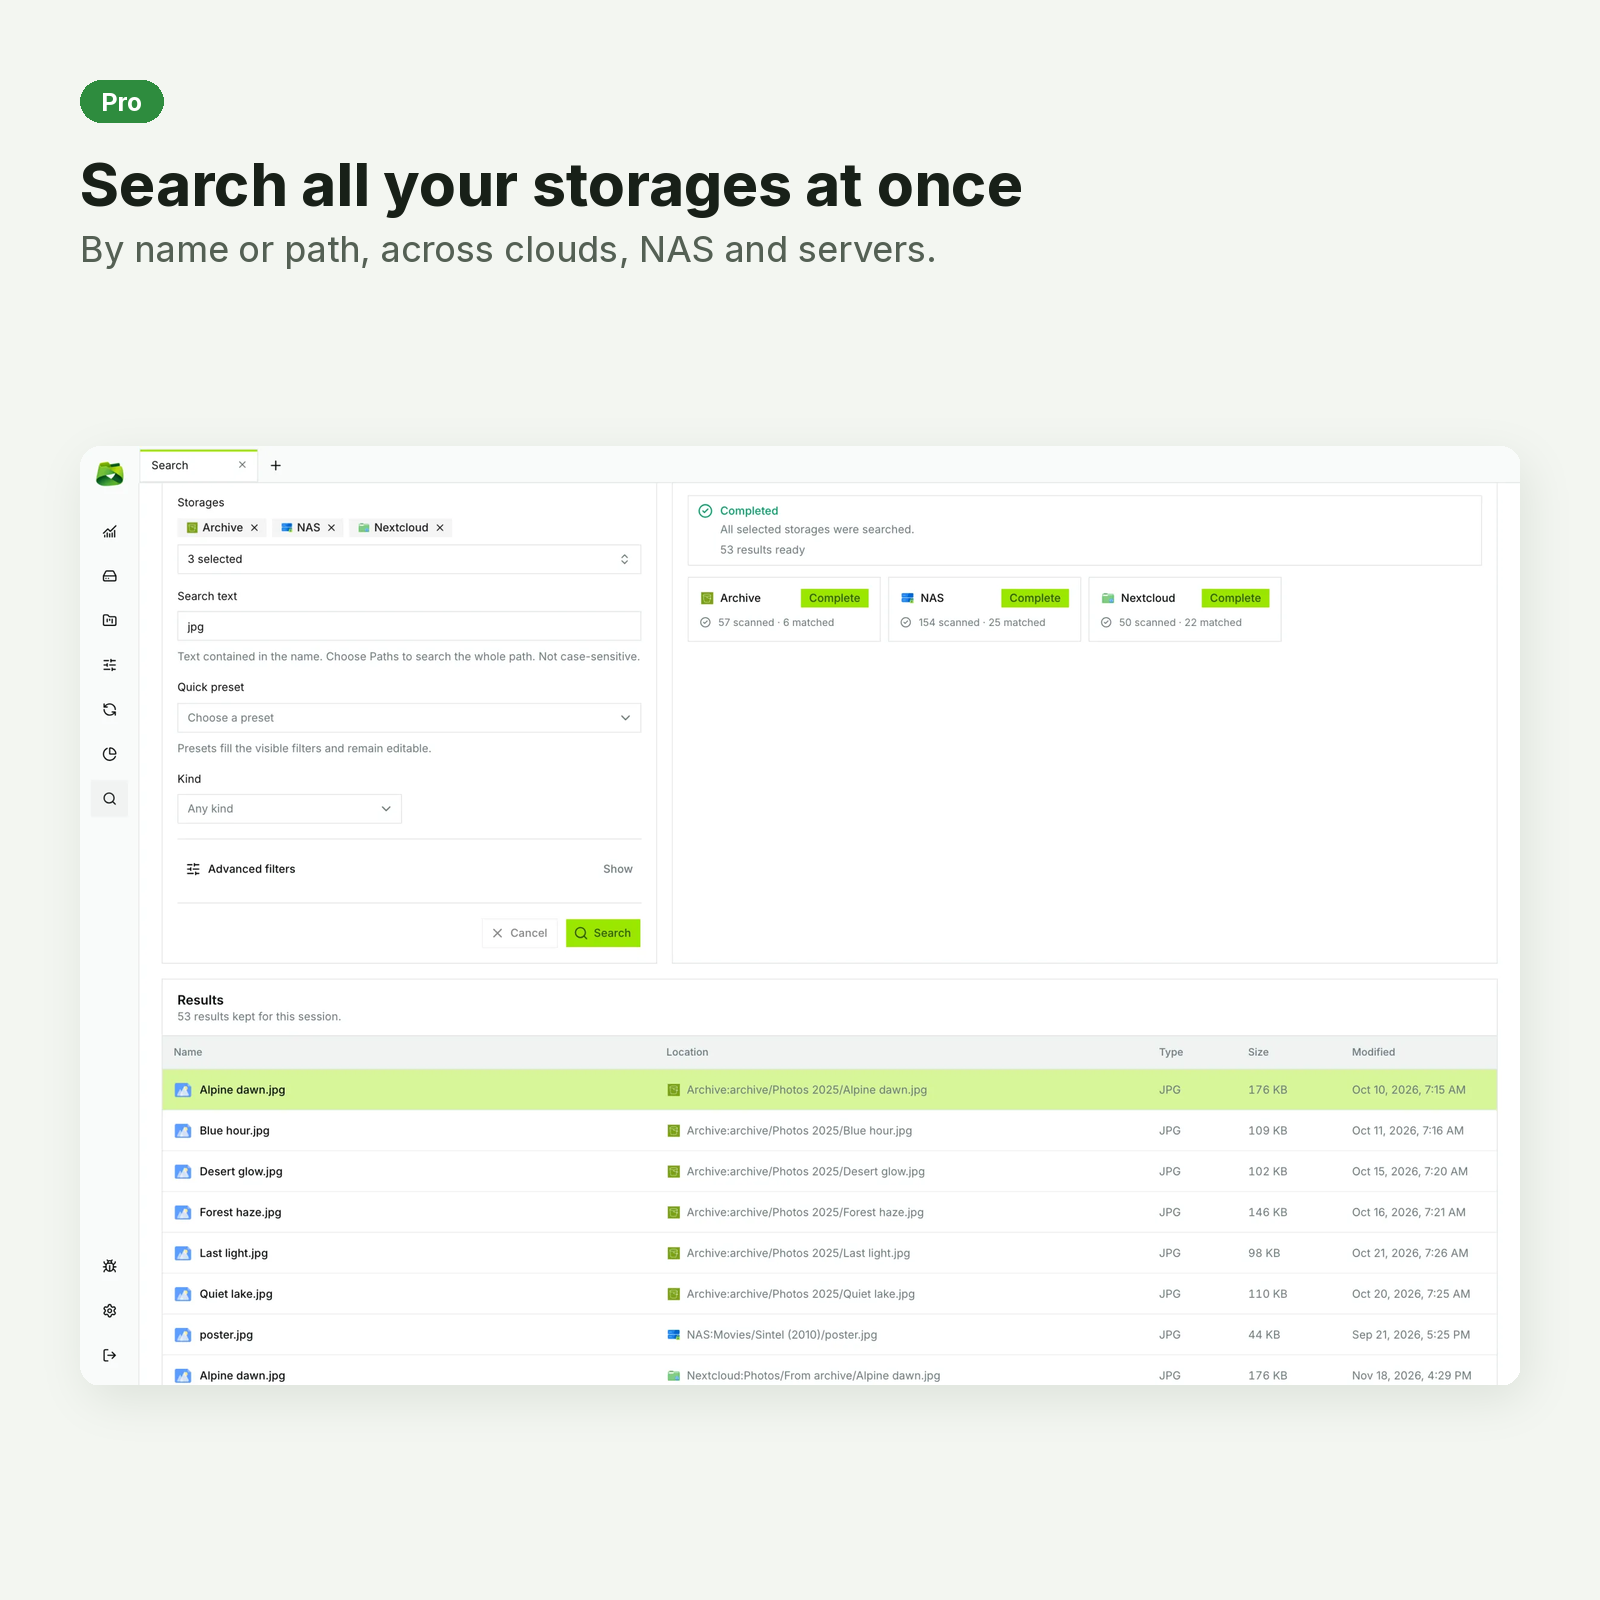 Pro
Search all your storages at once
By name or path, across clouds, NAS and servers.
Search
Storages
Archive NAS Nextcloud
3 selected
Search text
jpg
Text contained in the name. Choose Paths to search the whole path. Not case-sensitive.
Quick preset
Choose a preset
Presets fill the visible filters and remain editable.
Kind
Any kind
Advanced filters Show
Cancel Search
Completed
All selected storages were searched.
53 results ready
Archive Complete
57 scanned · 6 matched
NAS Complete
154 scanned · 25 matched
Nextcloud Complete
50 scanned · 22 matched
Results
53 results kept for this session.
Name Location Type Size Modified
Alpine dawn.jpg Archive:archive/Photos 2025/Alpine dawn.jpg JPG 176 KB Oct 10, 2026, 7:15 AM
Blue hour.jpg Archive:archive/Photos 2025/Blue hour.jpg JPG 109 KB Oct 11, 2026, 7:16 AM
Desert glow.jpg Archive:archive/Photos 2025/Desert glow.jpg JPG 102 KB Oct 15, 2026, 7:20 AM
Forest haze.jpg Archive:archive/Photos 2025/Forest haze.jpg JPG 146 KB Oct 16, 2026, 7:21 AM
Last light.jpg Archive:archive/Photos 2025/Last light.jpg JPG 98 KB Oct 21, 2026, 7:26 AM
Quiet lake.jpg Archive:archive/Photos 2025/Quiet lake.jpg JPG 110 KB Oct 20, 2026, 7:25 AM
poster.jpg NAS:Movies/Sintel (2010)/poster.jpg JPG 44 KB Sep 21, 2026, 5:25 PM
Alpine dawn.jpg Nextcloud:Photos/From archive/Alpine dawn.jpg JPG 176 KB Nov 18, 2026, 4:29 PM